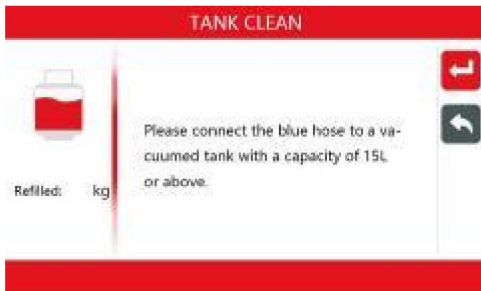 TANK CLEAN
Please connect the blue hose to a va-
cuumed tank with a capacity of 15L
or above.
Refilled: kg